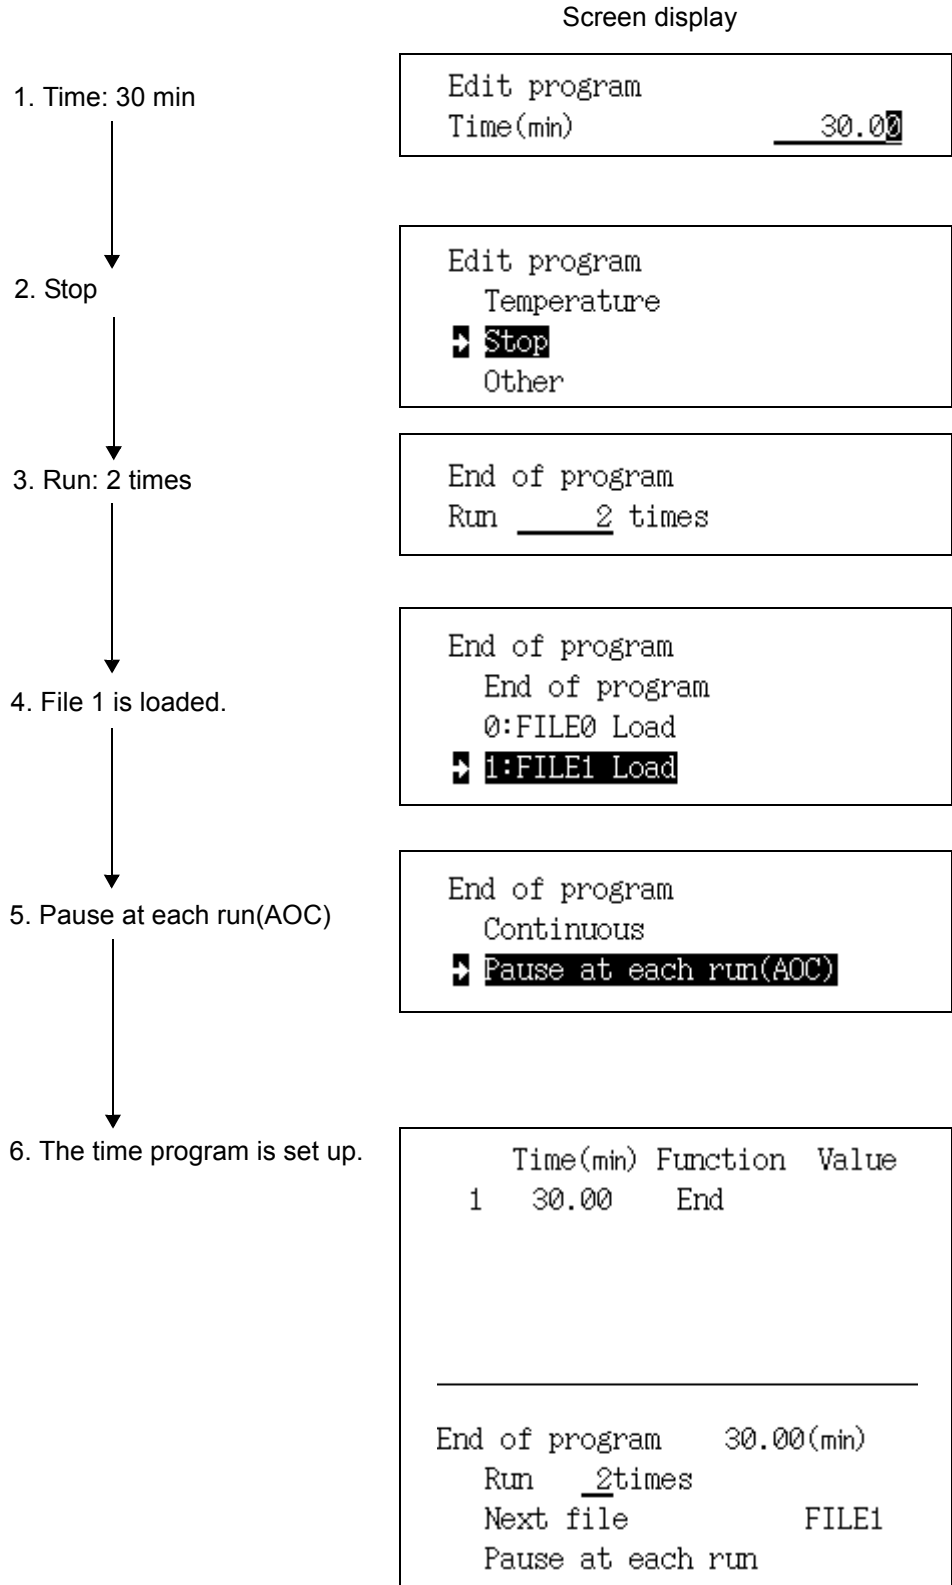 Screen display
1. Time: 30 min
Edit program
Time(min) 30.00
2. Stop
Edit program
Temperature
Stop
Other
3. Run: 2 times
End of program
Run 2 times
4. File 1 is loaded.
End of program
End of program
0:FILE0 Load
1:FILE1 Load
5. Pause at each run(AOC)
End of program
Continuous
Pause at each run(AOC)
6. The time program is set up.
Time(min) Function Value
1 30.00 End
End of program 30.00(min)
Run 2times
Next file FILE1
Pause at each run